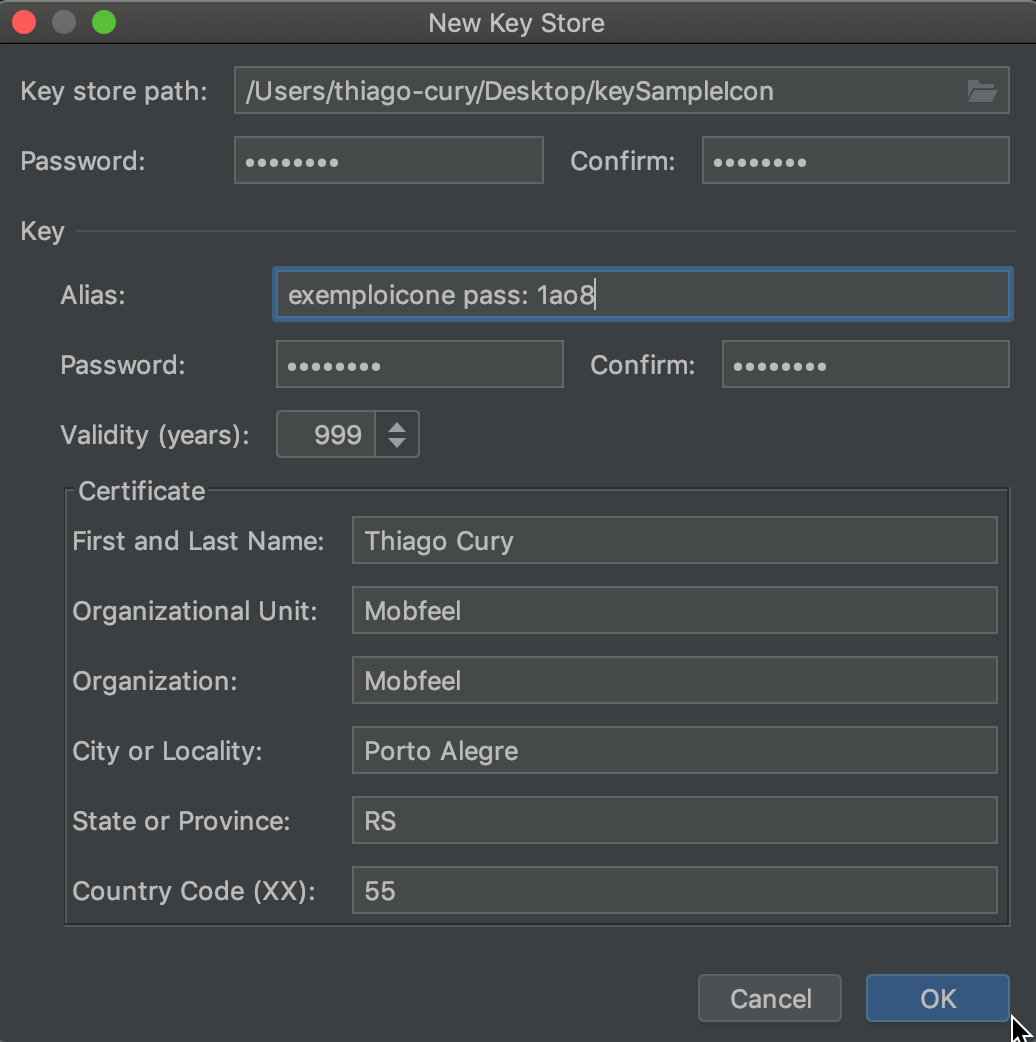 New Key Store
Key store path: /Users/thiago-cury/Desktop/keySampleIcon
Password: •••••••• Confirm: ••••••••
Key
Alias: exemploicone pass: 1ao8
Password: •••••••• Confirm: ••••••••
Validity (years): 999
Certificate
First and Last Name: Thiago Cury
Organizational Unit: Mobfeel
Organization: Mobfeel
City or Locality: Porto Alegre
State or Province: RS
Country Code (XX): 55
Cancel OK